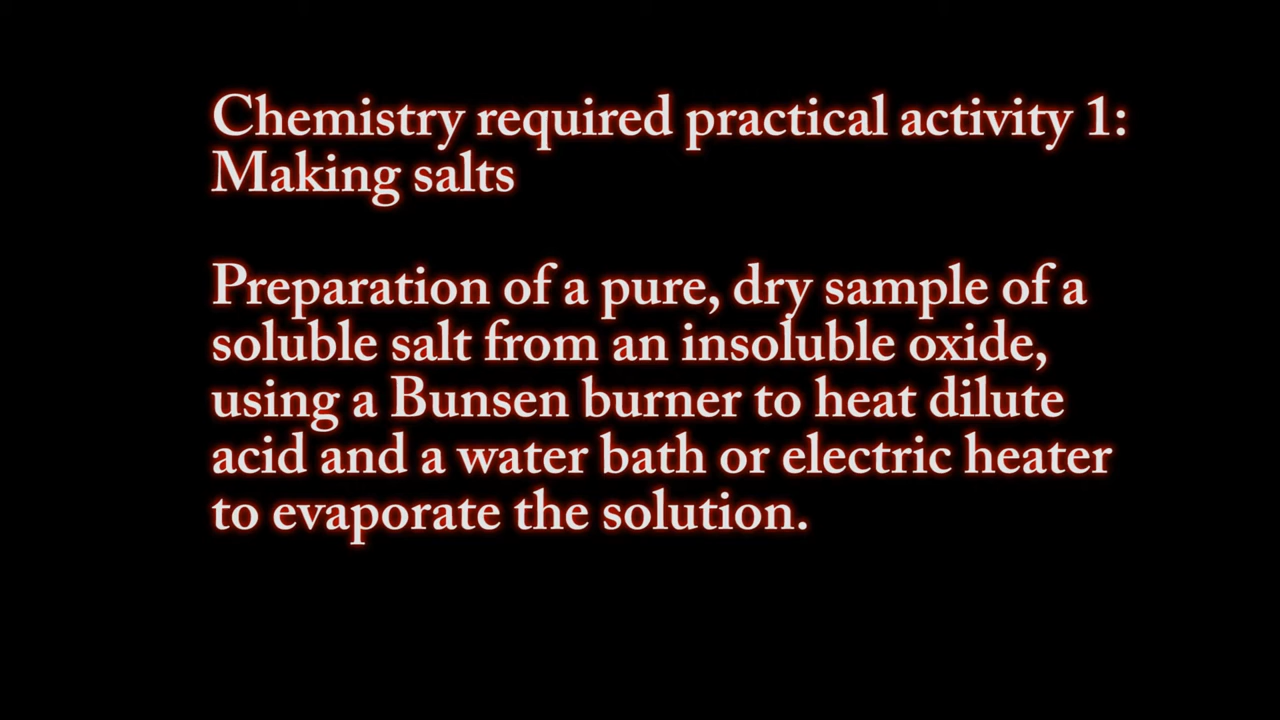 Chemistry required practical activity 1:
Making salts
Preparation of a pure, dry sample of a
soluble salt from an insoluble oxide,
using a Bunsen burner to heat dilute
acid and a water bath or electric heater
to evaporate the solution.